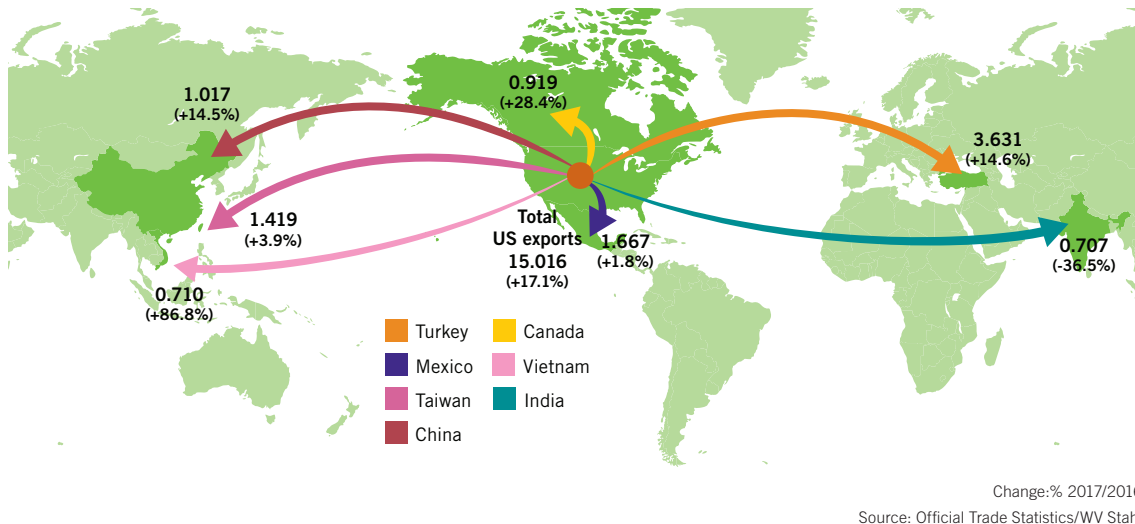 0.919
(+28.4%)
1.017
(+14.5%)
3.631
(+14.6%)
1.419
(+3.9%)
Total
US exports
15.016
(+17.1%)
1.667
(+1.8%)
0.707
(-36.5%)
0.710
(+86.8%)
Turkey
Canada
Mexico
Vietnam
Taiwan
India
China
Change:% 2017/2016
Source: Official Trade Statistics/WV Stah